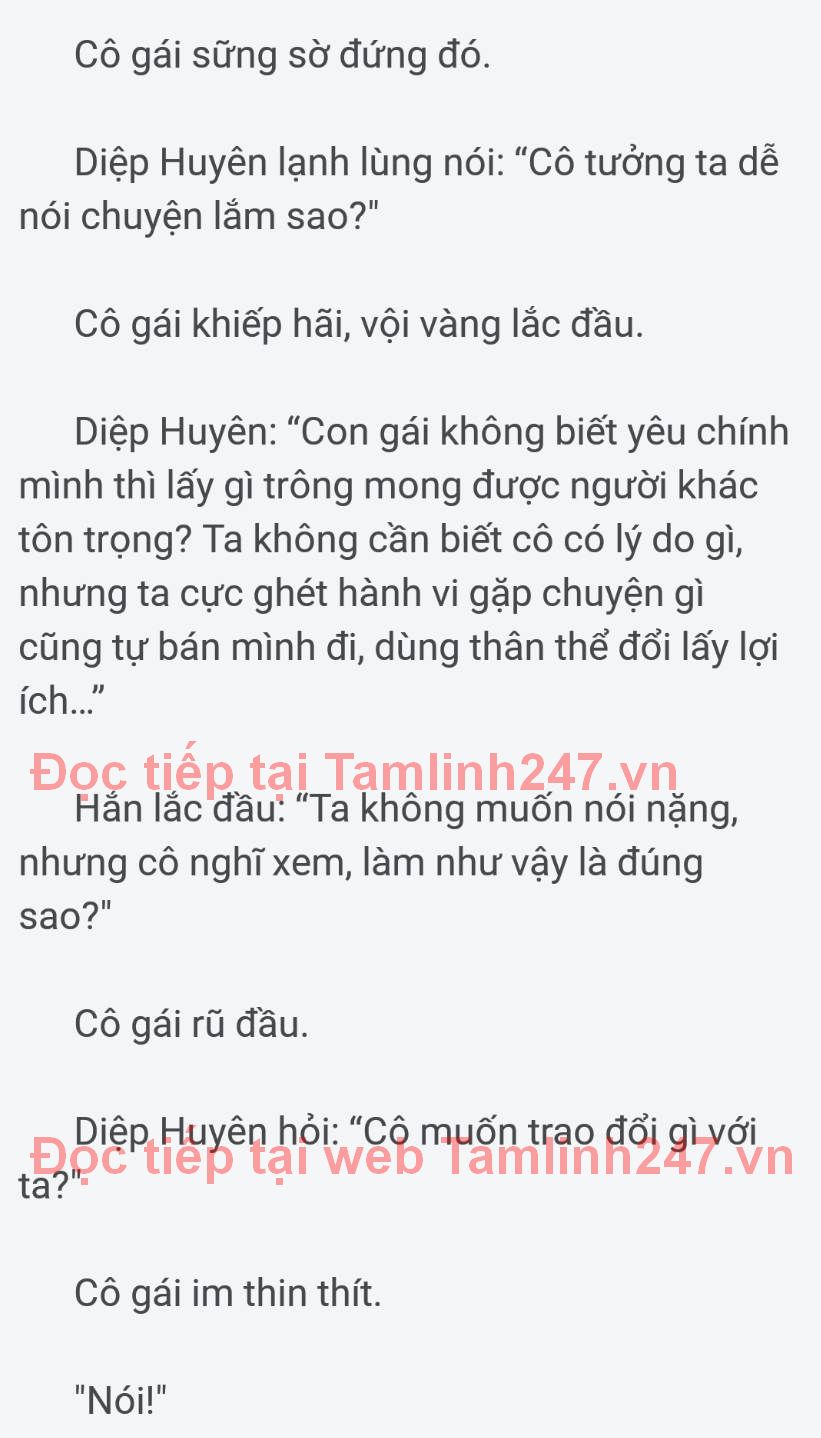 Cô gái sững sờ đứng đó.
Diệp Huyên lạnh lùng nói: “Cô tưởng ta dễ
nói chuyện lắm sao?"
Cô gái khiếp hãi, vội vàng lắc đầu.
Diệp Huyên: “Con gái không biết yêu chính
mình thì lấy gì trông mong được người khác
tôn trọng? Ta không cần biết cô có lý do gì,
nhưng ta cực ghét hành vi gặp chuyện gì
cũng tự bán mình đi, dùng thân thể đổi lấy lợi
ích...”
Đọc tiếp tại Tamlinh247.vn
Hắn lắc đầu: “Ta không muốn nói nặng,
nhưng cô nghĩ xem, làm như vậy là đúng
sao?"
Cô gái rũ đầu.
Diệp Huyên hỏi: “Cô muốn trao đổi gì với
Đọc tiếp tại web Tamlinh247.vn
ta?"
Cô gái im thin thít.
"Nói!"